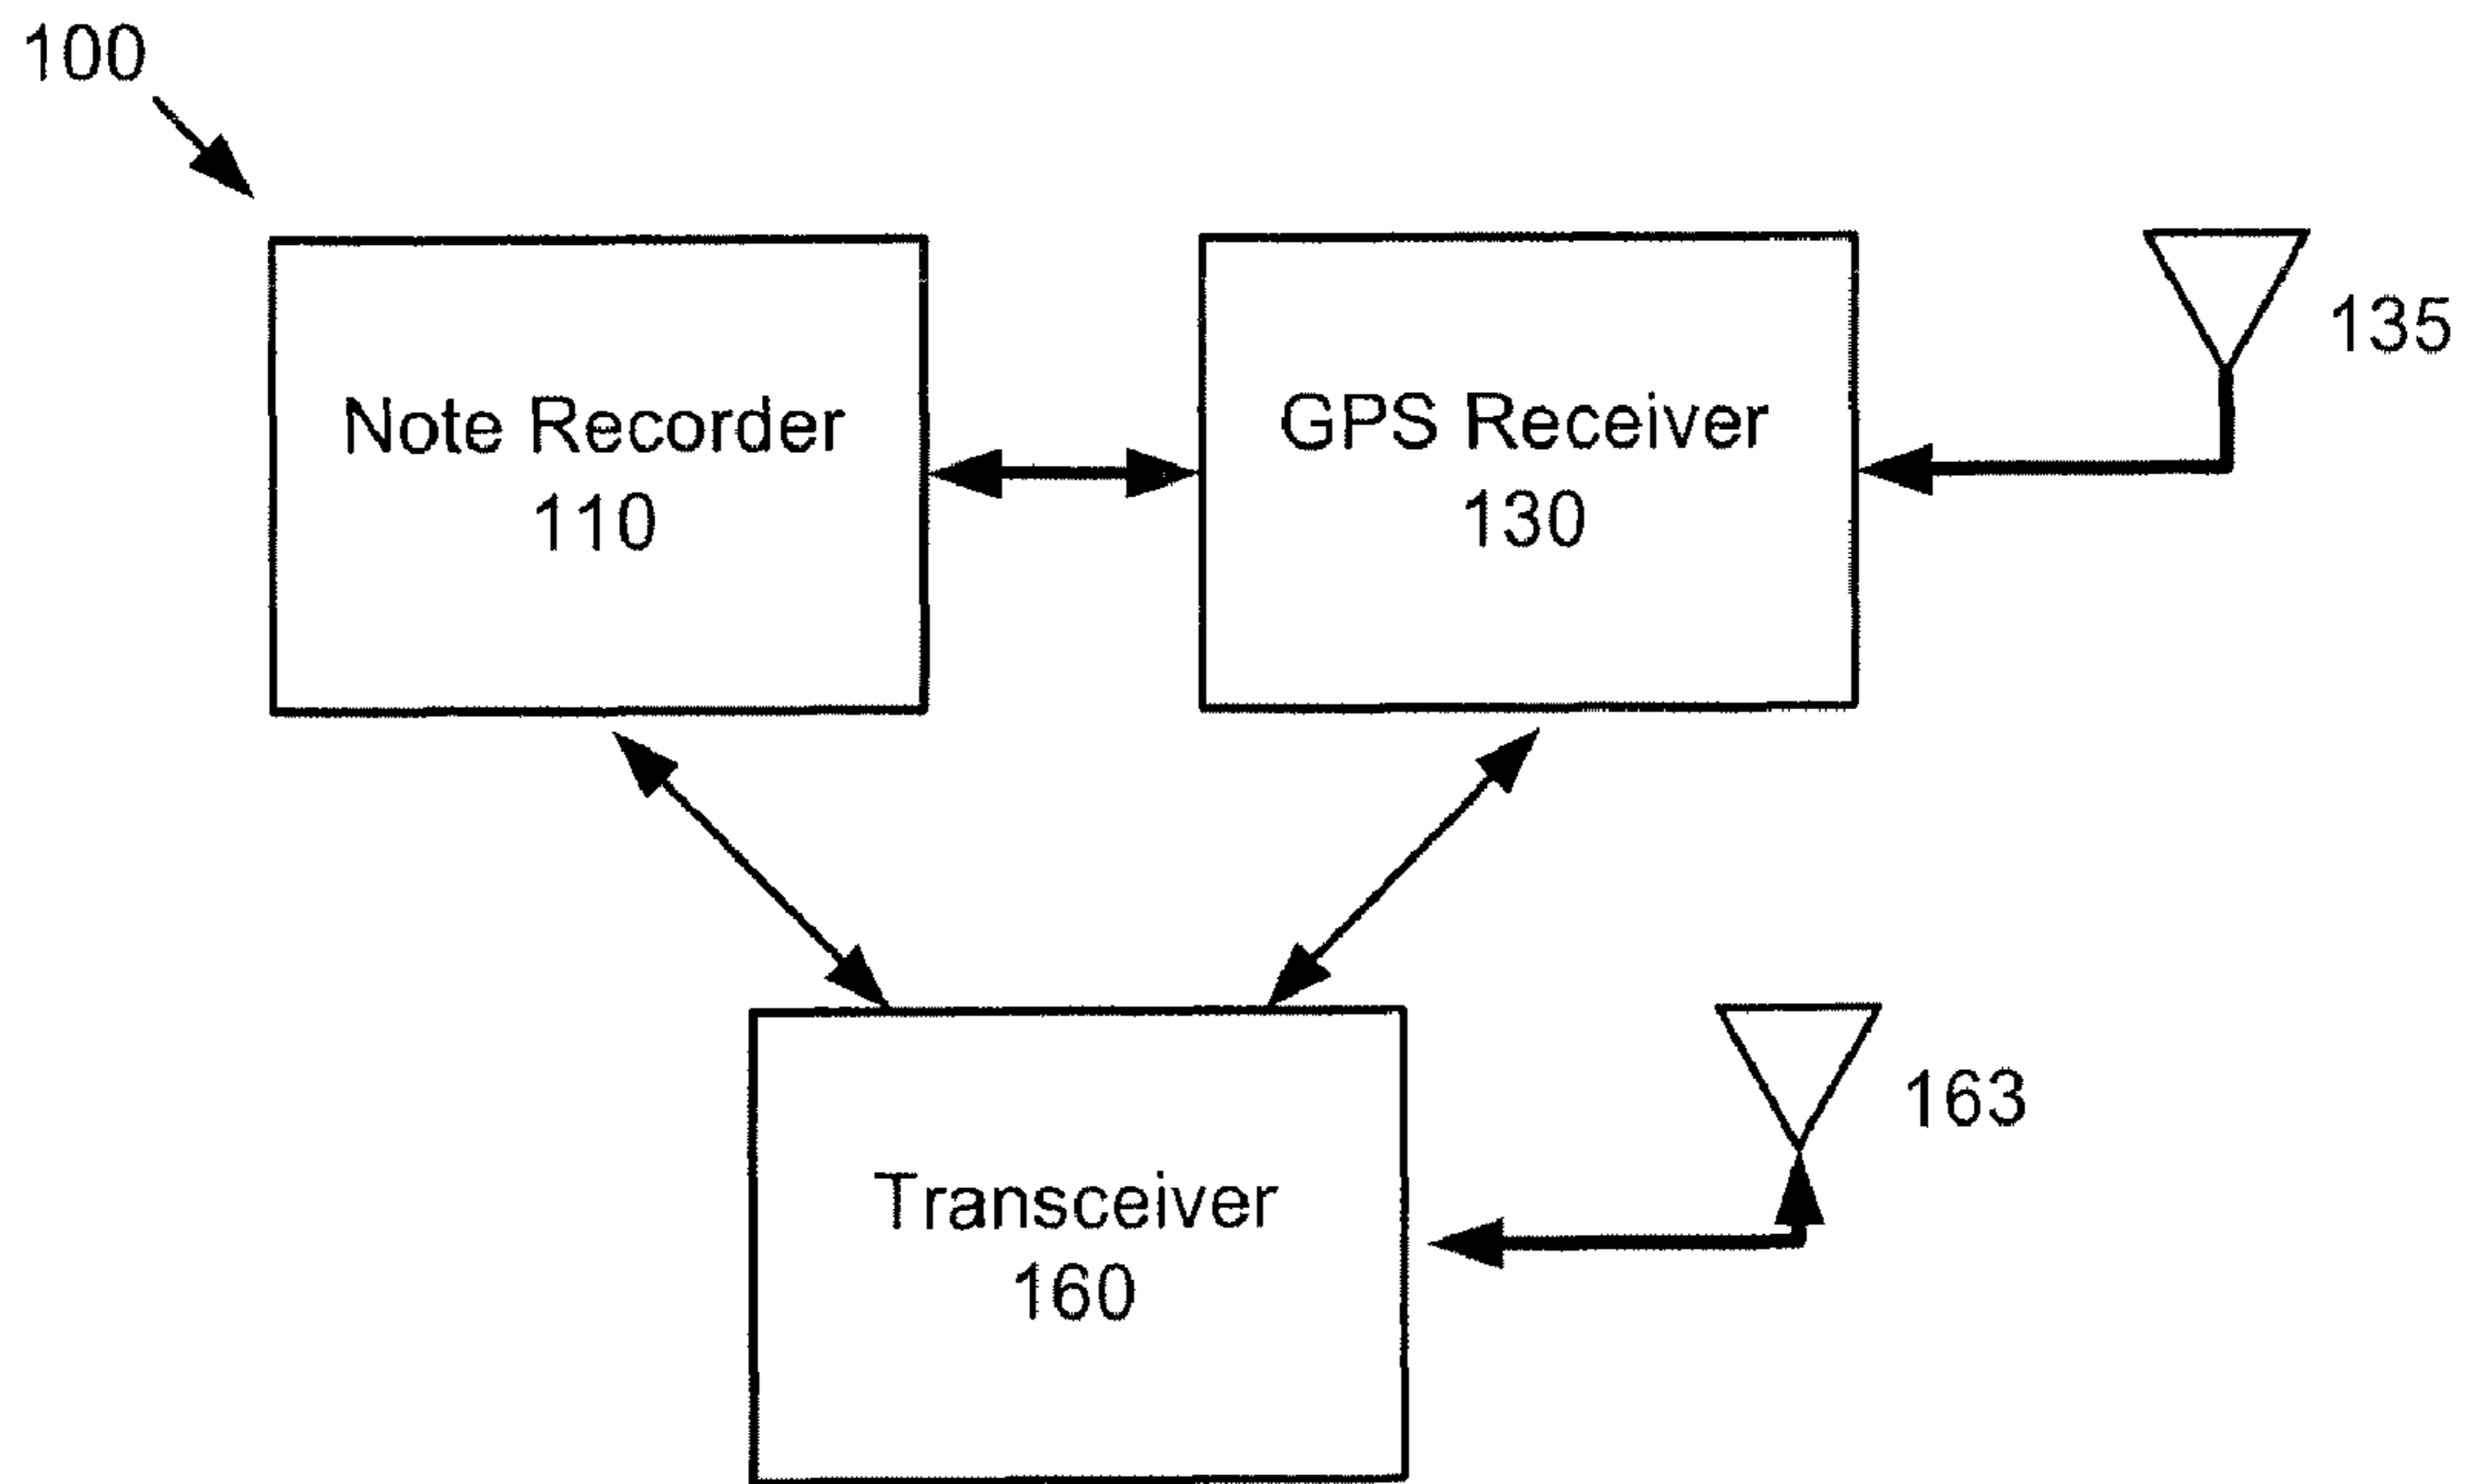 100
Note Recorder
110
GPS Receiver
130
135
Transceiver
160
163